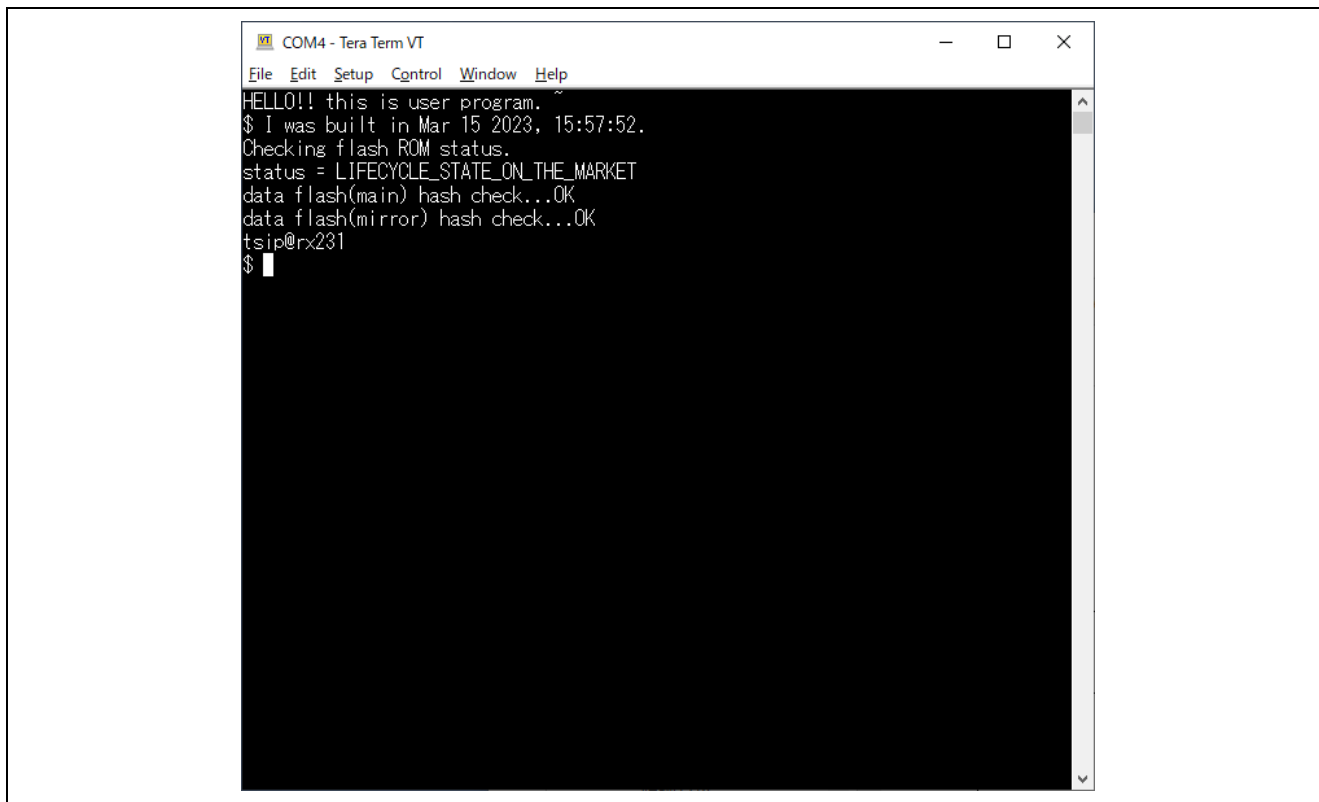 COM4 - Tera Term VT
File Edit Setup Control Window Help
HELLO!! this is user program. ~
$ I was built in Mar 15 2023, 15:57:52.
Checking flash ROM status.
status = LIFECYCLE_STATE_ON_THE_MARKET
data flash(main) hash check...OK
data flash(mirror) hash check...OK
tsip@rx231
$